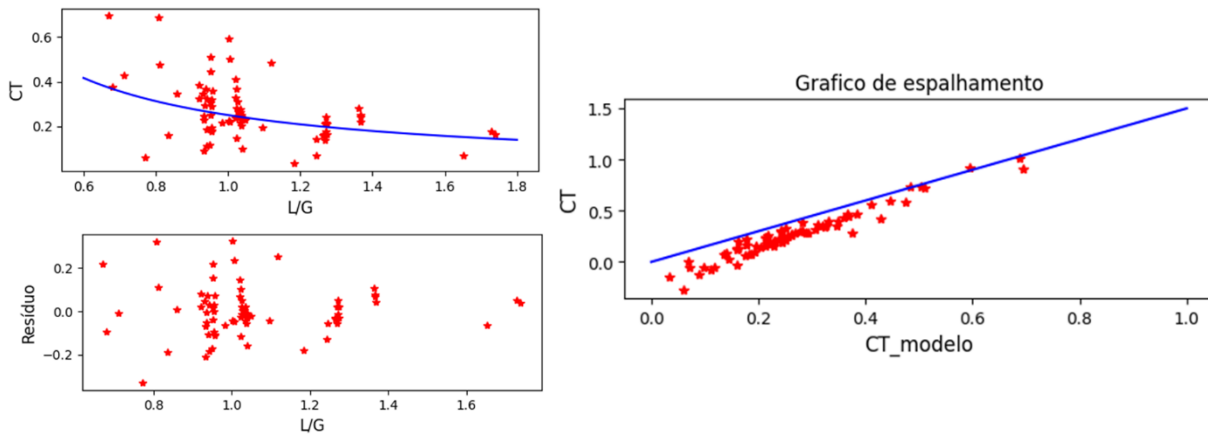 CT
0.6
0.4
0.2
0.6 0.8 1.0 1.2 1.4 1.6 1.8
L/G
Resíduo
0.2
0.0
−0.2
0.8 1.0 1.2 1.4 1.6
L/G
Grafico de espalhamento
CT
1.5
1.0
0.5
0.0
0.0 0.2 0.4 0.6 0.8 1.0
CT_modelo